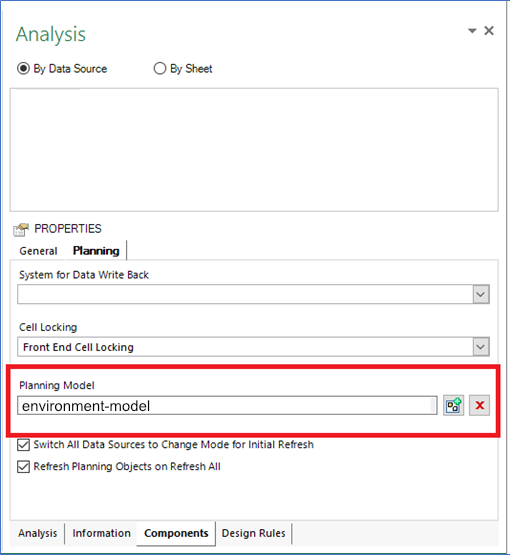 Analysis
By Data Source By Sheet
PROPERTIES
General Planning
System for Data Write Back
Cell Locking
Front End Cell Locking
Planning Model
environment-model
Switch All Data Sources to Change Mode for Initial Refresh
Refresh Planning Objects on Refresh All
Analysis Information Components Design Rules